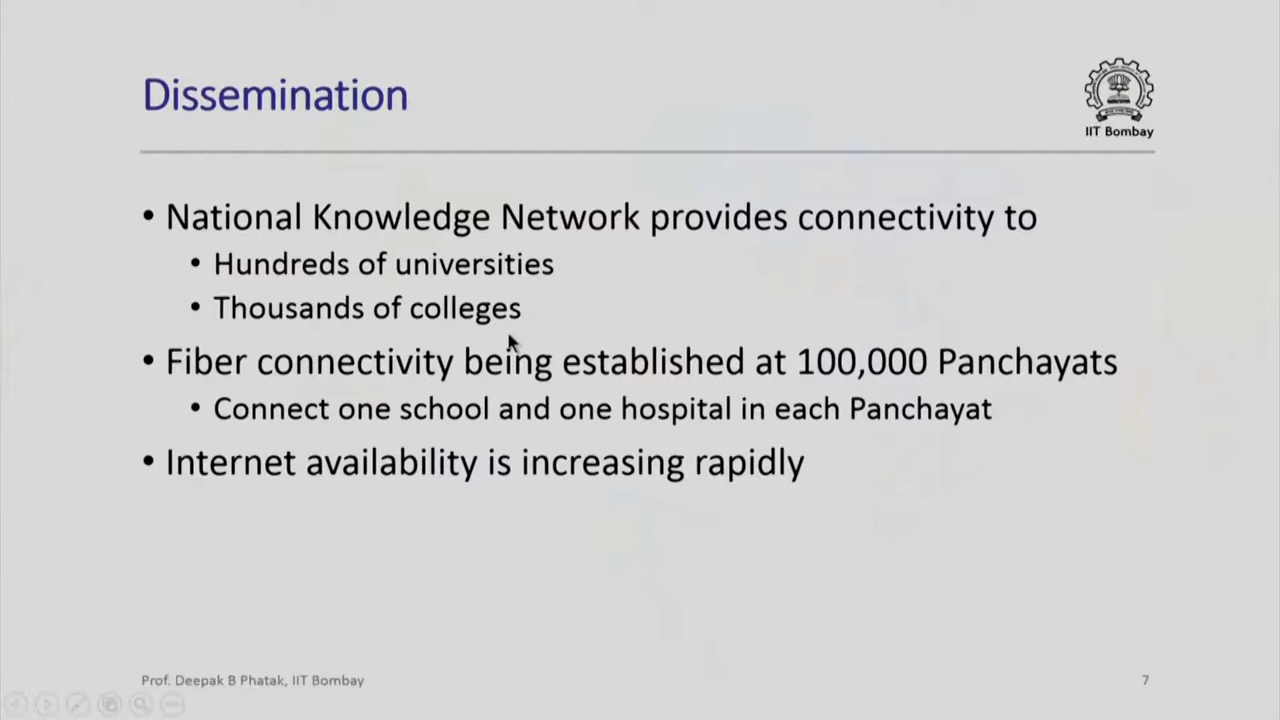 Dissemination
IIT Bombay
• National Knowledge Network provides connectivity to
• Hundreds of universities
• Thousands of colleges
• Fiber connectivity being established at 100,000 Panchayats
• Connect one school and one hospital in each Panchayat
• Internet availability is increasing rapidly
Prof. Deepak B Phatak, IIT Bombay
7